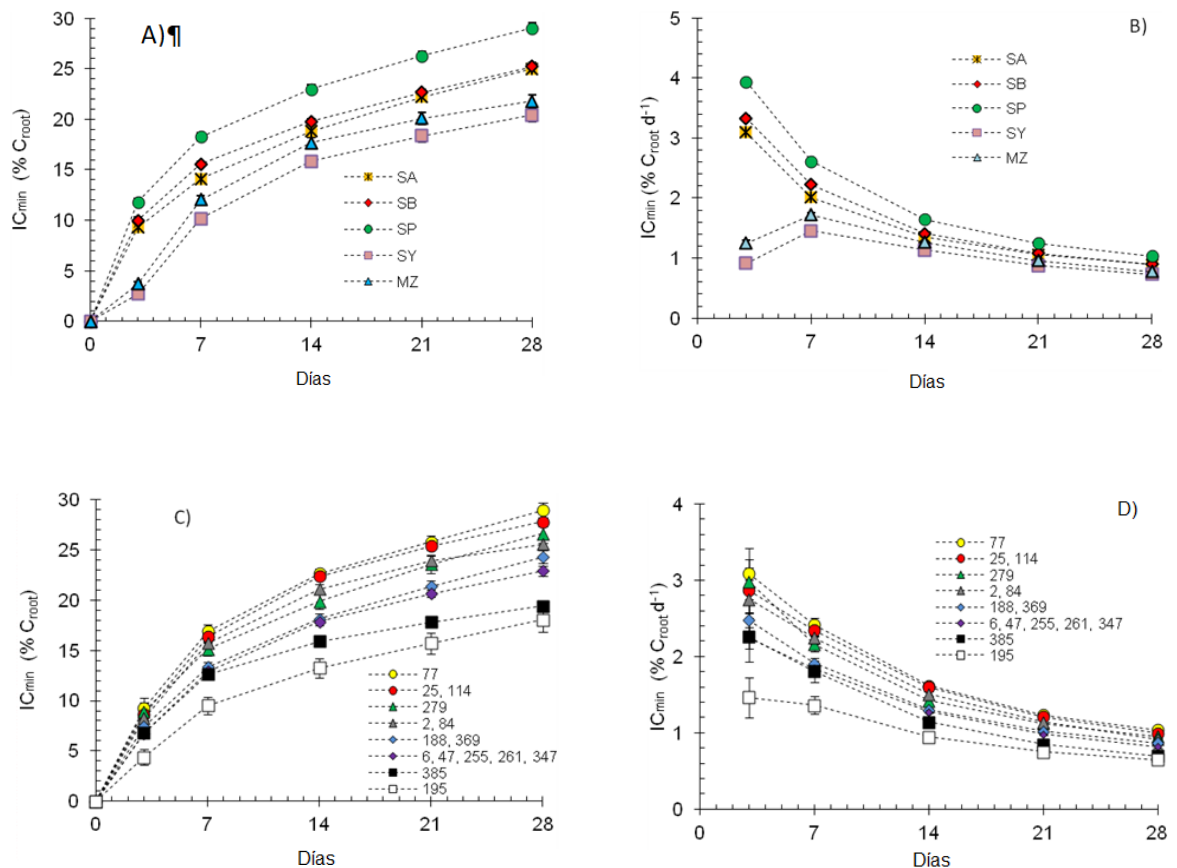 A)¶
ICmin (% Croot)
30
25
20
15
10
5
0
0 7 14 21 28
Días
SA
SB
SP
SY
MZ
B)
ICmin (% Croot d-1)
5
4
3
2
1
0
0 7 14 21 28
Días
SA
SB
SP
SY
MZ
C)
ICmin (% Croot)
30
25
20
15
10
5
0
0 7 14 21 28
Días
77
25, 114
279
2, 84
188, 369
6, 47, 255, 261, 347
385
195
D)
ICmin (% Croot d-1)
4
3
2
1
0
0 7 14 21 28
Días
77
25, 114
279
2, 84
188, 369
6, 47, 255, 261, 347
385
195